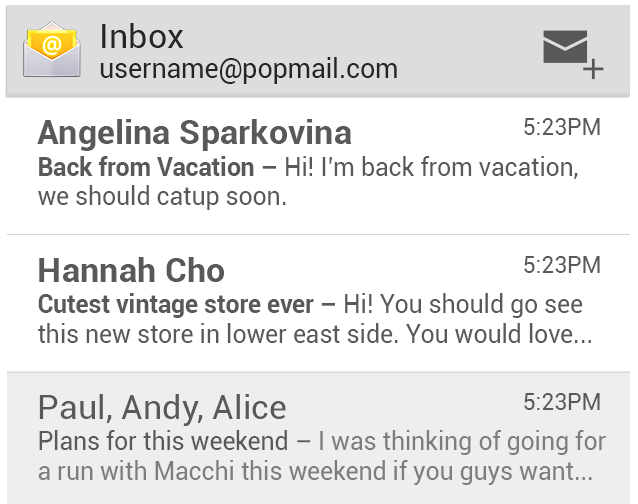 Inbox
username@popmail.com
Angelina Sparkovina 5:23PM
Back from Vacation – Hi! I'm back from vacation,
we should catup soon.
Hannah Cho 5:23PM
Cutest vintage store ever – Hi! You should go see
this new store in lower east side. You would love...
Paul, Andy, Alice 5:23PM
Plans for this weekend – I was thinking of going for
a run with Macchi this weekend if you guys want...